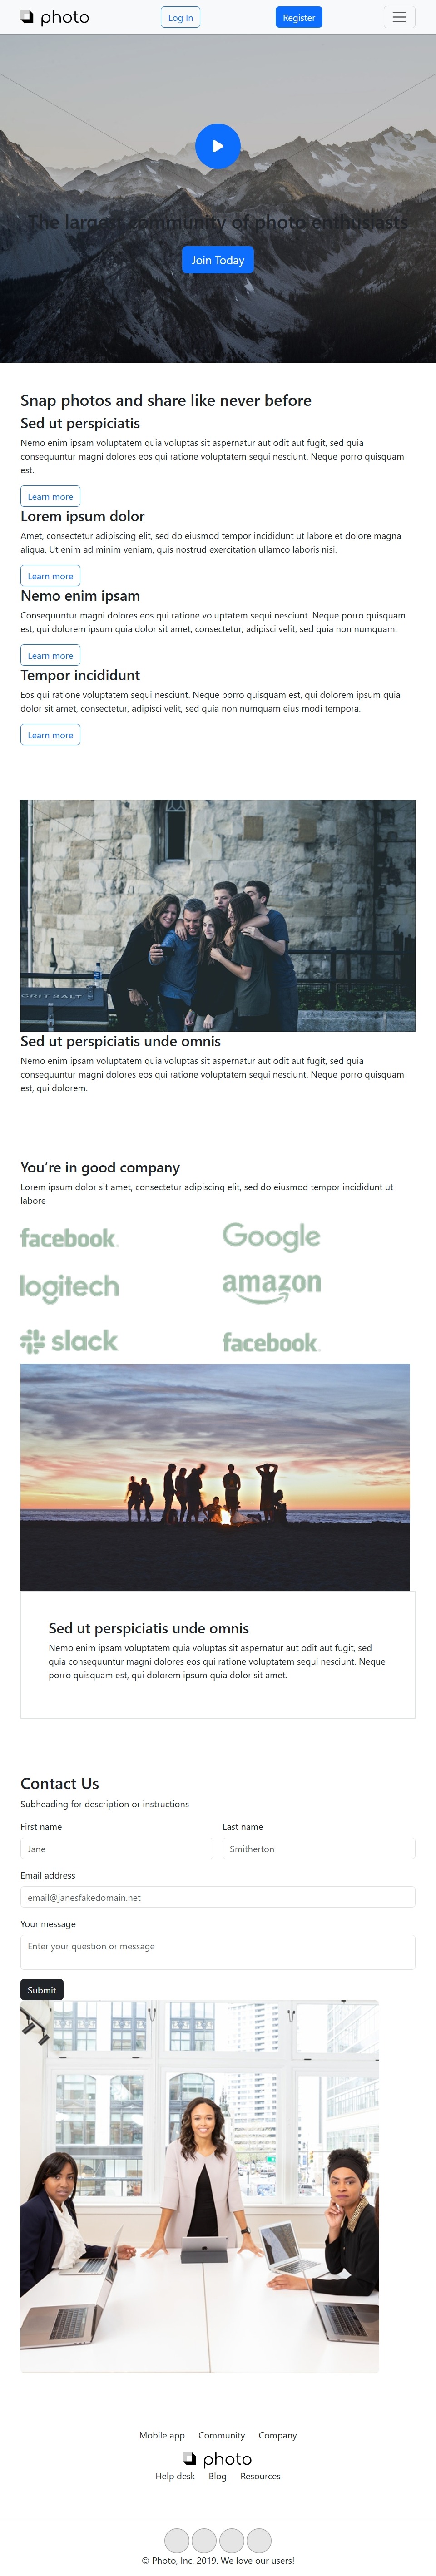 photo
Log In
Register
The largest community of photo enthusiasts
Join Today
Snap photos and share like never before
Sed ut perspiciatis
Nemo enim ipsam voluptatem quia voluptas sit aspernatur aut odit aut fugit, sed quia
consequuntur magni dolores eos qui ratione voluptatem sequi nesciunt. Neque porro quisquam
est.
Learn more
Lorem ipsum dolor
Amet, consectetur adipiscing elit, sed do eiusmod tempor incididunt ut labore et dolore magna
aliqua. Ut enim ad minim veniam, quis nostrud exercitation ullamco laboris nisi.
Learn more
Nemo enim ipsam
Consequuntur magni dolores eos qui ratione voluptatem sequi nesciunt. Neque porro quisquam
est, qui dolorem ipsum quia dolor sit amet, consectetur, adipisci velit, sed quia non numquam.
Learn more
Tempor incididunt
Eos qui ratione voluptatem sequi nesciunt. Neque porro quisquam est, qui dolorem ipsum quia
dolor sit amet, consectetur, adipisci velit, sed quia non numquam eius modi tempora.
Learn more
ORIT SALT
Sed ut perspiciatis unde omnis
Nemo enim ipsam voluptatem quia voluptas sit aspernatur aut odit aut fugit, sed quia
consequuntur magni dolores eos qui ratione voluptatem sequi nesciunt. Neque porro quisquam
est, qui dolorem.
You’re in good company
Lorem ipsum dolor sit amet, consectetur adipiscing elit, sed do eiusmod tempor incididunt ut
labore
facebook. Google
logitech amazon
slack facebook.
Sed ut perspiciatis unde omnis
Nemo enim ipsam voluptatem quia voluptas sit aspernatur aut odit aut fugit, sed
quia consequuntur magni dolores eos qui ratione voluptatem sequi nesciunt. Neque
porro quisquam est, qui dolorem ipsum quia dolor sit amet.
Contact Us
Subheading for description or instructions
First name Last name
Jane Smitherton
Email address
email@janesfakedomain.net
Your message
Enter your question or message
Submit
Mobile app Community Company
photo
Help desk Blog Resources
© Photo, Inc. 2019. We love our users!